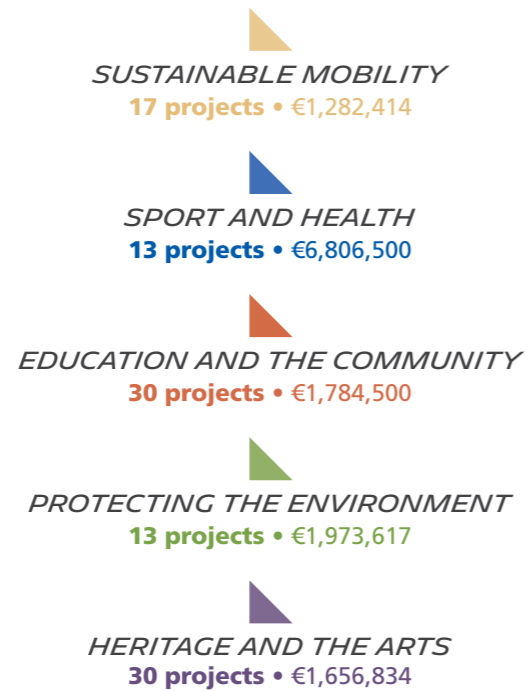 SUSTAINABLE MOBILITY
17 projects • €1,282,414
SPORT AND HEALTH
13 projects • €6,806,500
EDUCATION AND THE COMMUNITY
30 projects • €1,784,500
PROTECTING THE ENVIRONMENT
13 projects • €1,973,617
HERITAGE AND THE ARTS
30 projects • €1,656,834